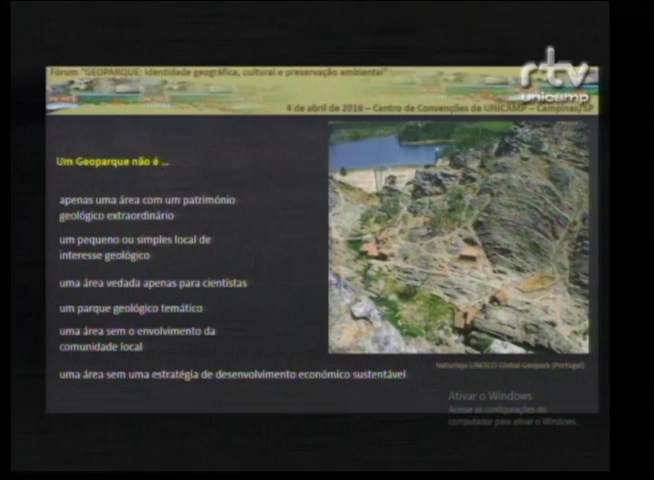 rtv
unicamp
Fórum "GEOPARQUE: Identidade geográfica, cultural e preservação ambiental"
4 de abril de 2016 – Centro de Convenções da UNICAMP – Campinas/SP
Um Geoparque não é ...
apenas uma área com um património
geológico extraordinário
um pequeno ou simples local de
interesse geológico
uma área vedada apenas para cientistas
um parque geológico temático
uma área sem o envolvimento da
comunidade local
uma área sem uma estratégia de desenvolvimento económico sustentável
Naturtejo UNESCO Global Geopark (Portugal)
Ativar o Windows
Acesse as configurações do
computador para ativar o Windows.